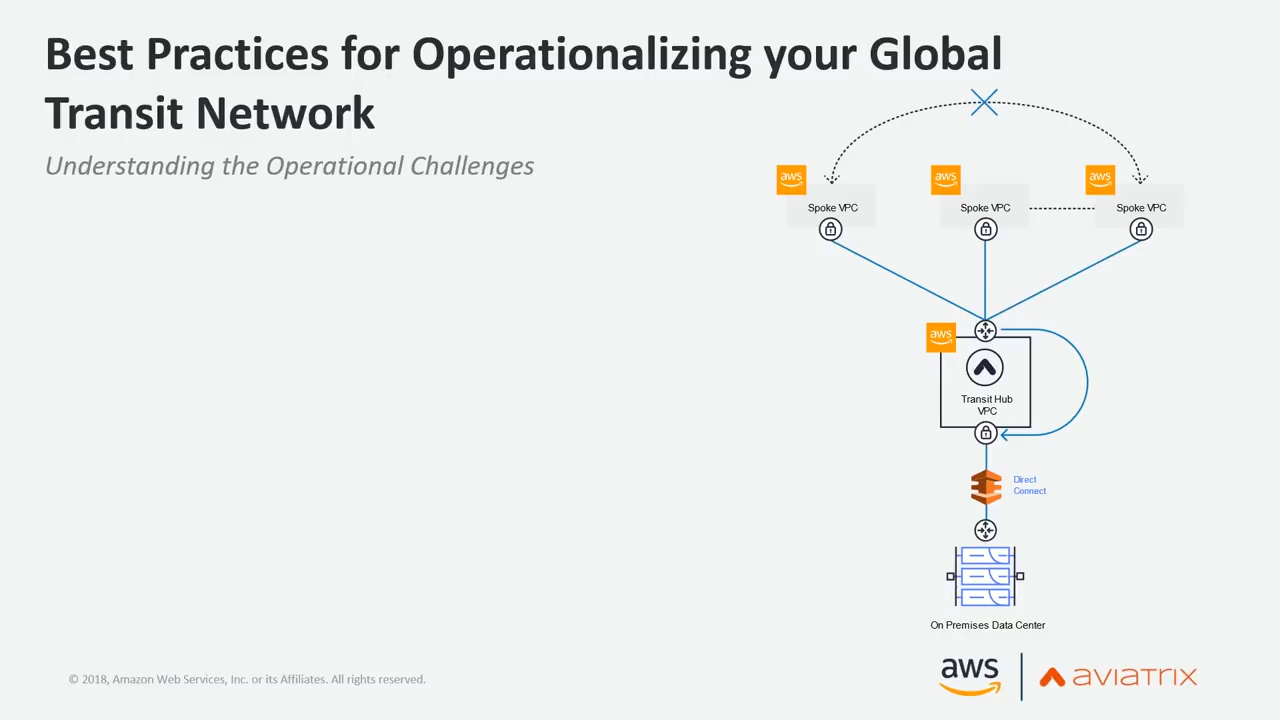 Best Practices for Operationalizing your Global
Transit Network
Understanding the Operational Challenges
aws
aws
aws
Spoke VPC
Spoke VPC
Spoke VPC
aws
Transit Hub
VPC
Direct
Connect
On Premises Data Center
© 2018, Amazon Web Services, Inc. or its Affiliates. All rights reserved.
aws
aviatrix